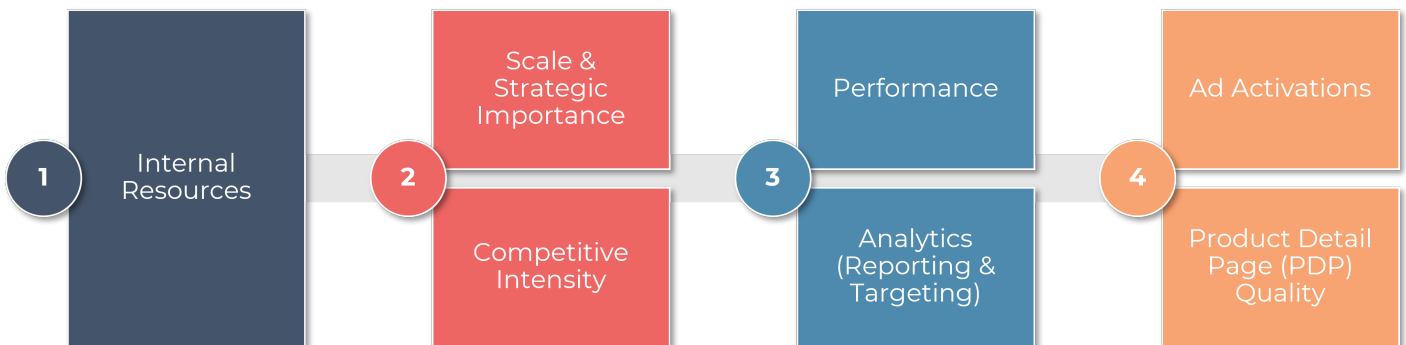 1
Internal
Resources
2
Scale &
Strategic
Importance
Competitive
Intensity
3
Performance
Analytics
(Reporting &
Targeting)
4
Ad Activations
Product Detail
Page (PDP)
Quality